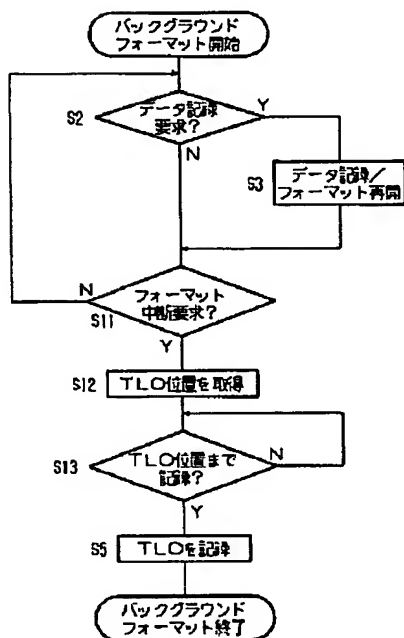 バックグラウンド
フォーマット開始
S2
データ記録
要求?
Y
N
S3
データ記録/
フォーマット再開
N
フォーマット
中断要求?
S11
Y
S12
TLO位置を取得
S13
TLO位置まで
記録?
N
Y
S5
TLOを記録
バックグラウンド
フォーマット終了